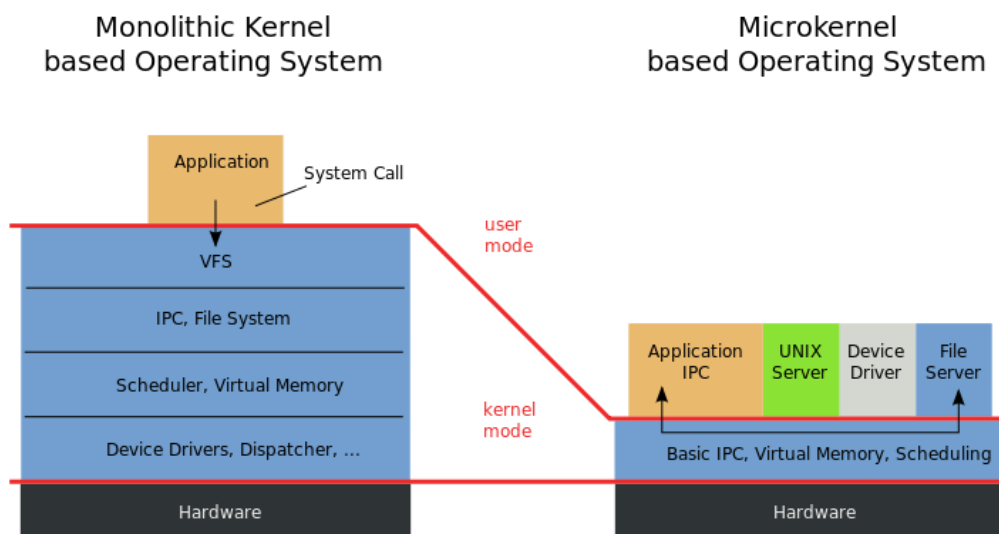 Monolithic Kernel
based Operating System
Microkernel
based Operating System
Application
System Call
user
mode
VFS
IPC, File System
Scheduler, Virtual Memory
Device Drivers, Dispatcher, ...
Hardware
kernel
mode
Application
IPC
UNIX
Server
Device
Driver
File
Server
Basic IPC, Virtual Memory, Scheduling
Hardware